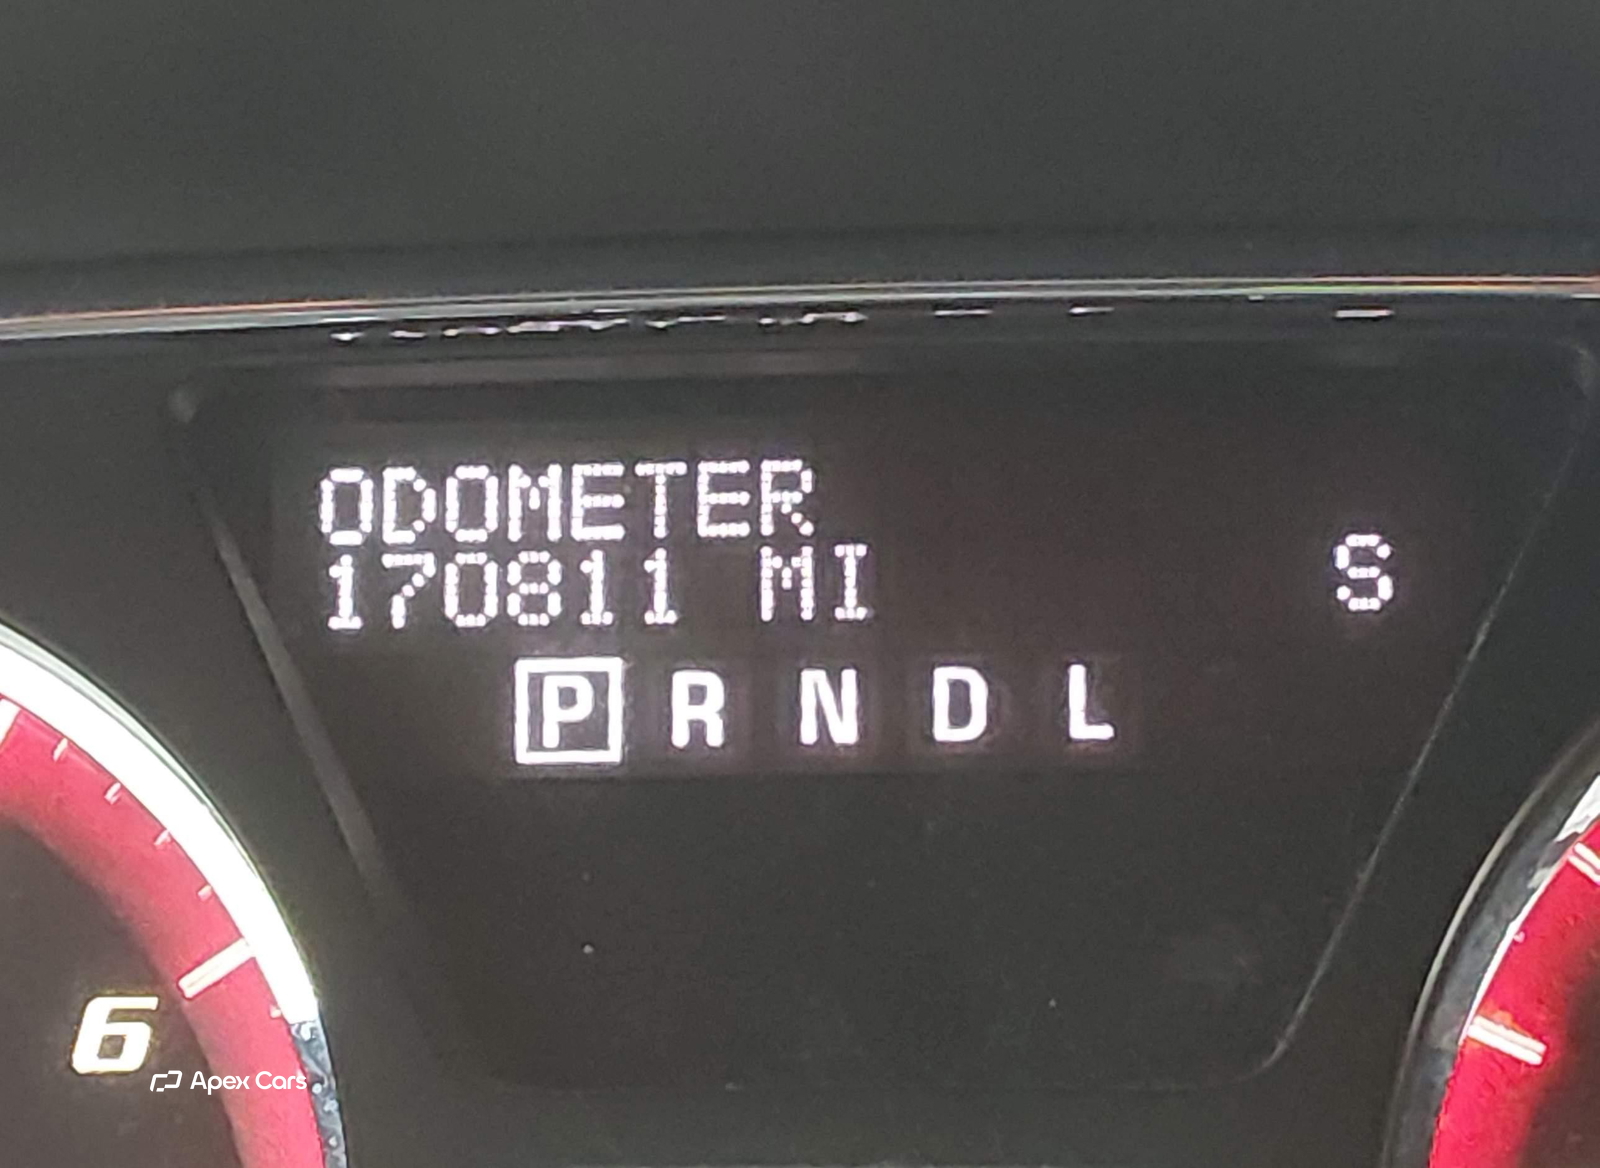 ODOMETER
170811 MI
S
P R N D L
6
Apex Cars